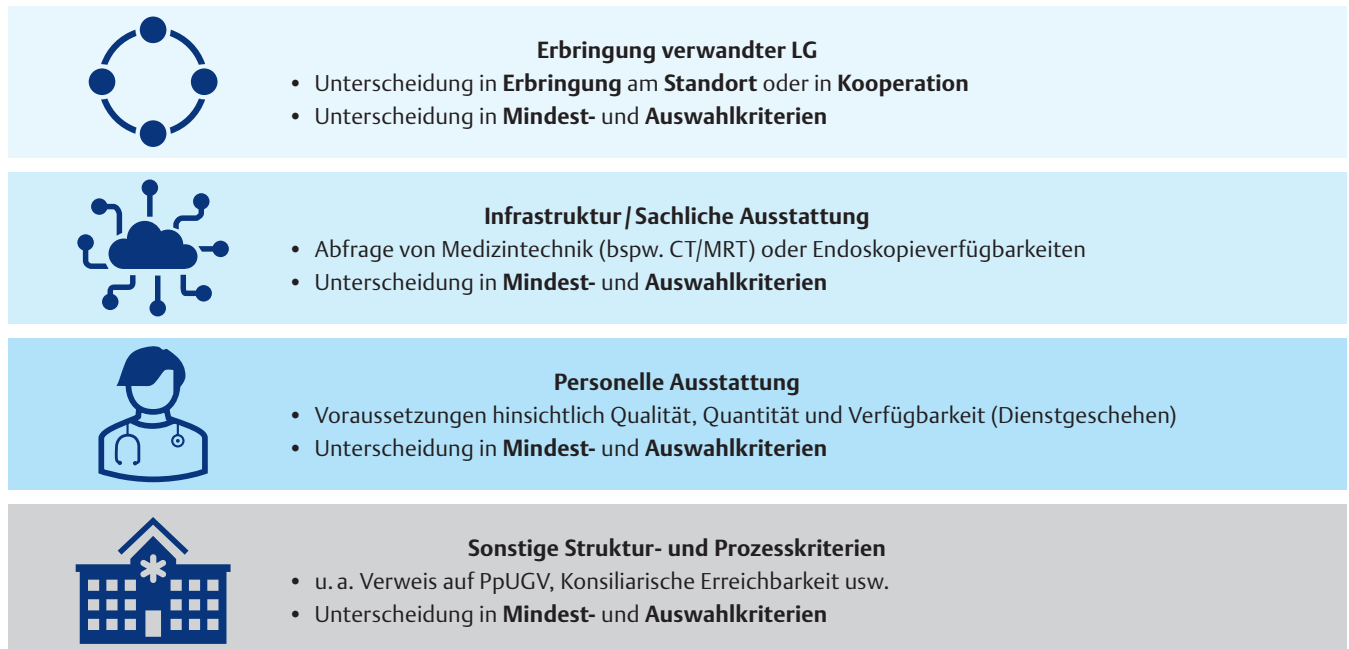 Erbringung verwandter LG
• Unterscheidung in Erbringung am Standort oder in Kooperation
• Unterscheidung in Mindest- und Auswahlkriterien
Infrastruktur/Sachliche Ausstattung
• Abfrage von Medizintechnik (bspw. CT/MRT) oder Endoskopieverfügbarkeiten
• Unterscheidung in Mindest- und Auswahlkriterien
Personelle Ausstattung
• Voraussetzungen hinsichtlich Qualität, Quantität und Verfügbarkeit (Dienstgeschehen)
• Unterscheidung in Mindest- und Auswahlkriterien
Sonstige Struktur- und Prozesskriterien
• u. a. Verweis auf PpUGV, Konsiliarische Erreichbarkeit usw.
• Unterscheidung in Mindest- und Auswahlkriterien